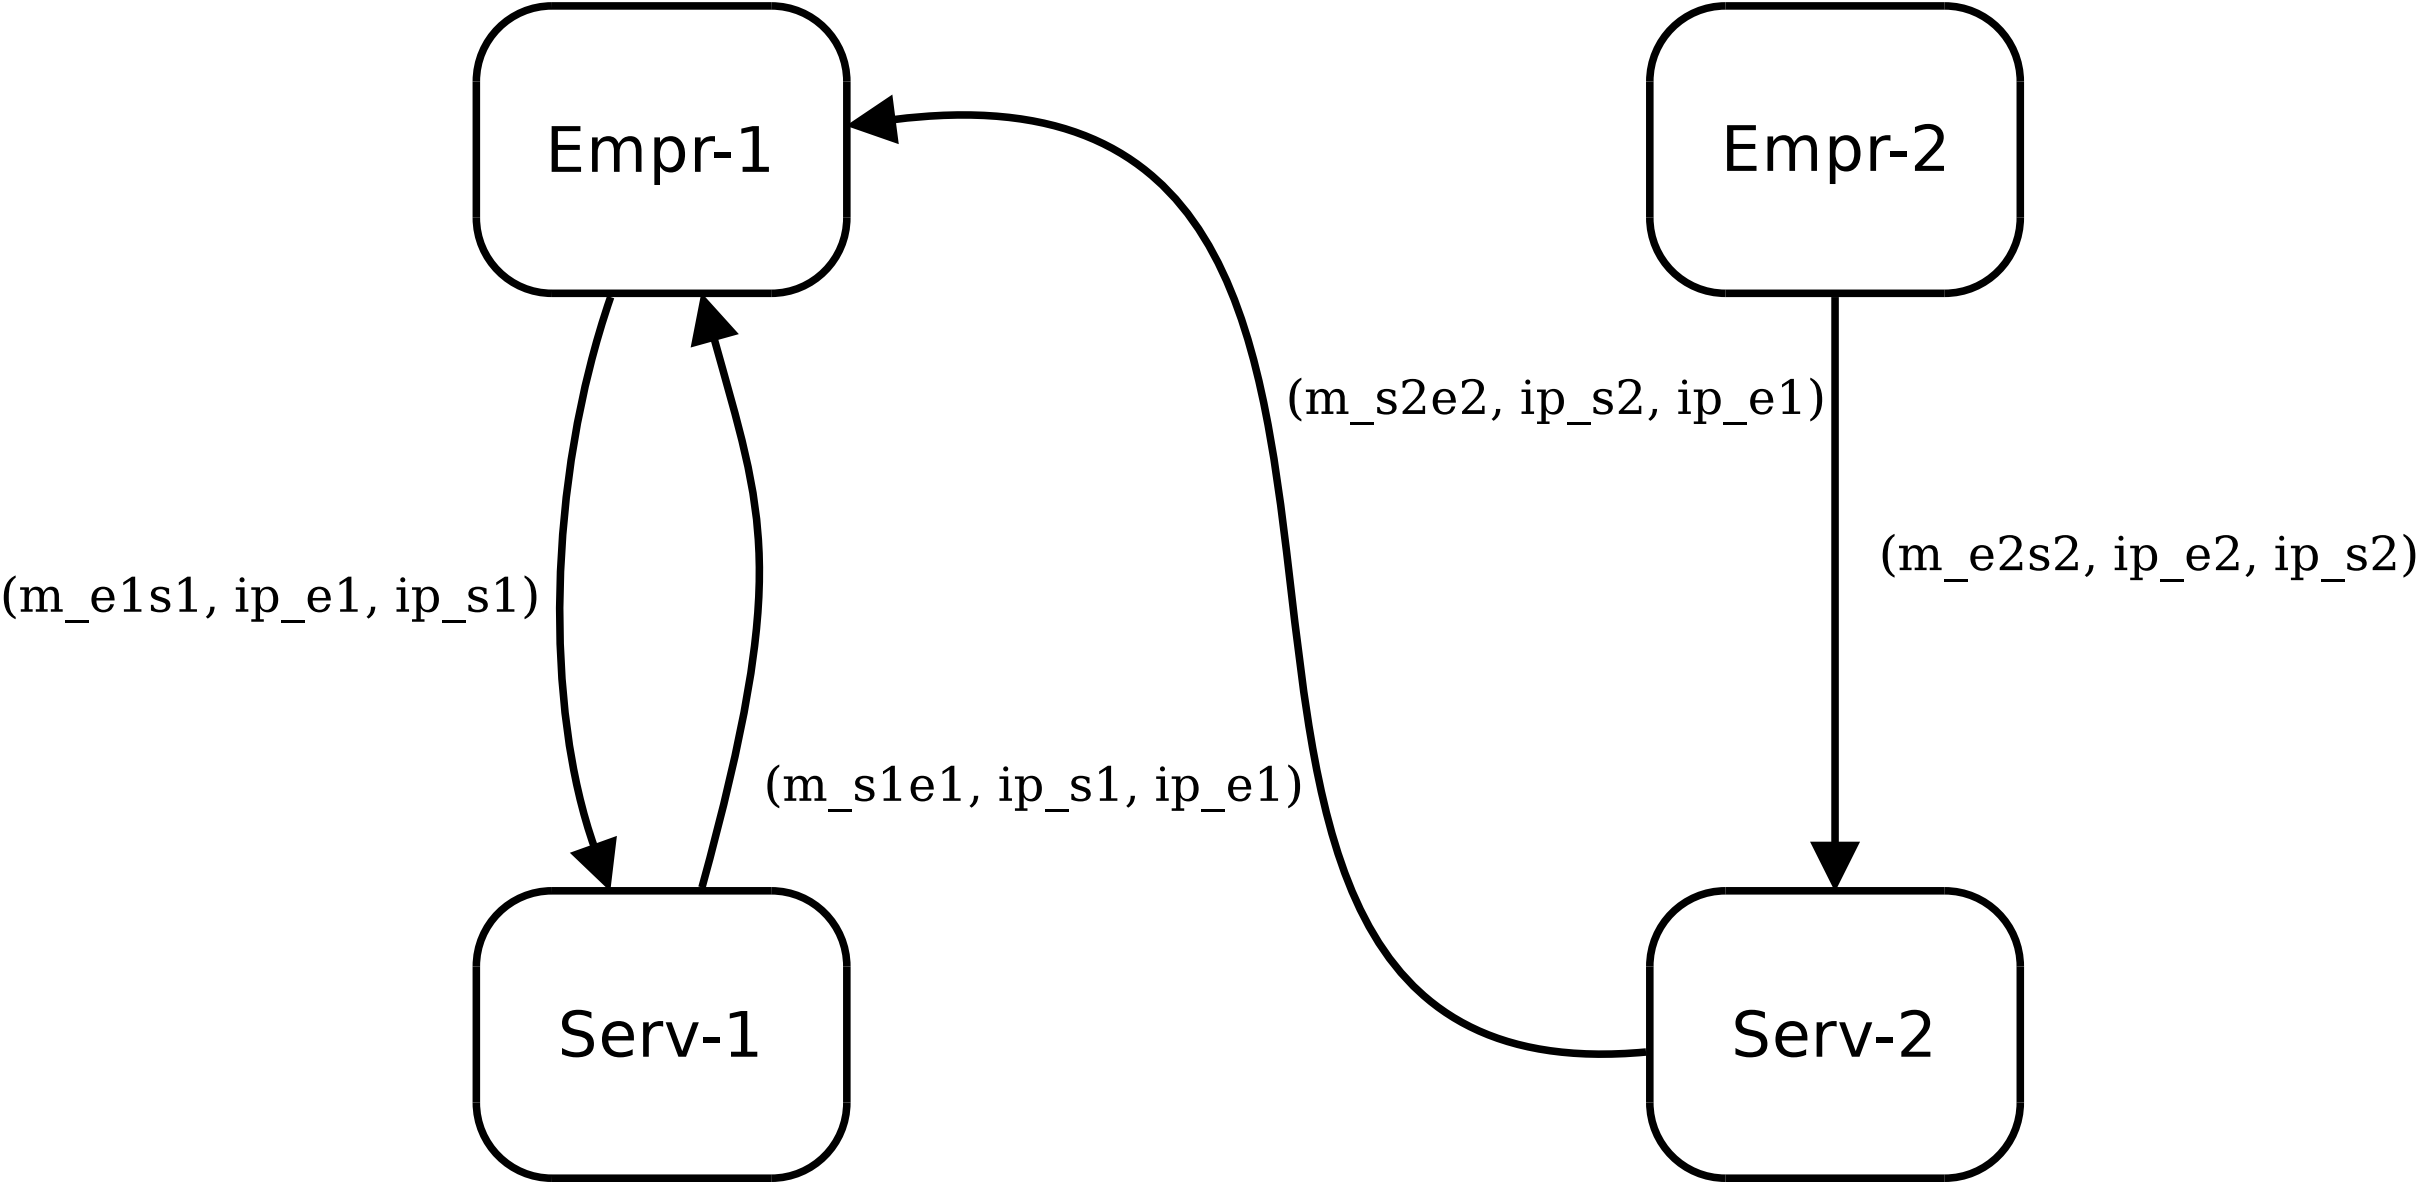 Empr-1
Empr-2
(m_s2e2, ip_s2, ip_e1)
(m_e2s2, ip_e2, ip_s2)
(m_e1s1, ip_e1, ip_s1)
(m_s1e1, ip_s1, ip_e1)
Serv-1
Serv-2